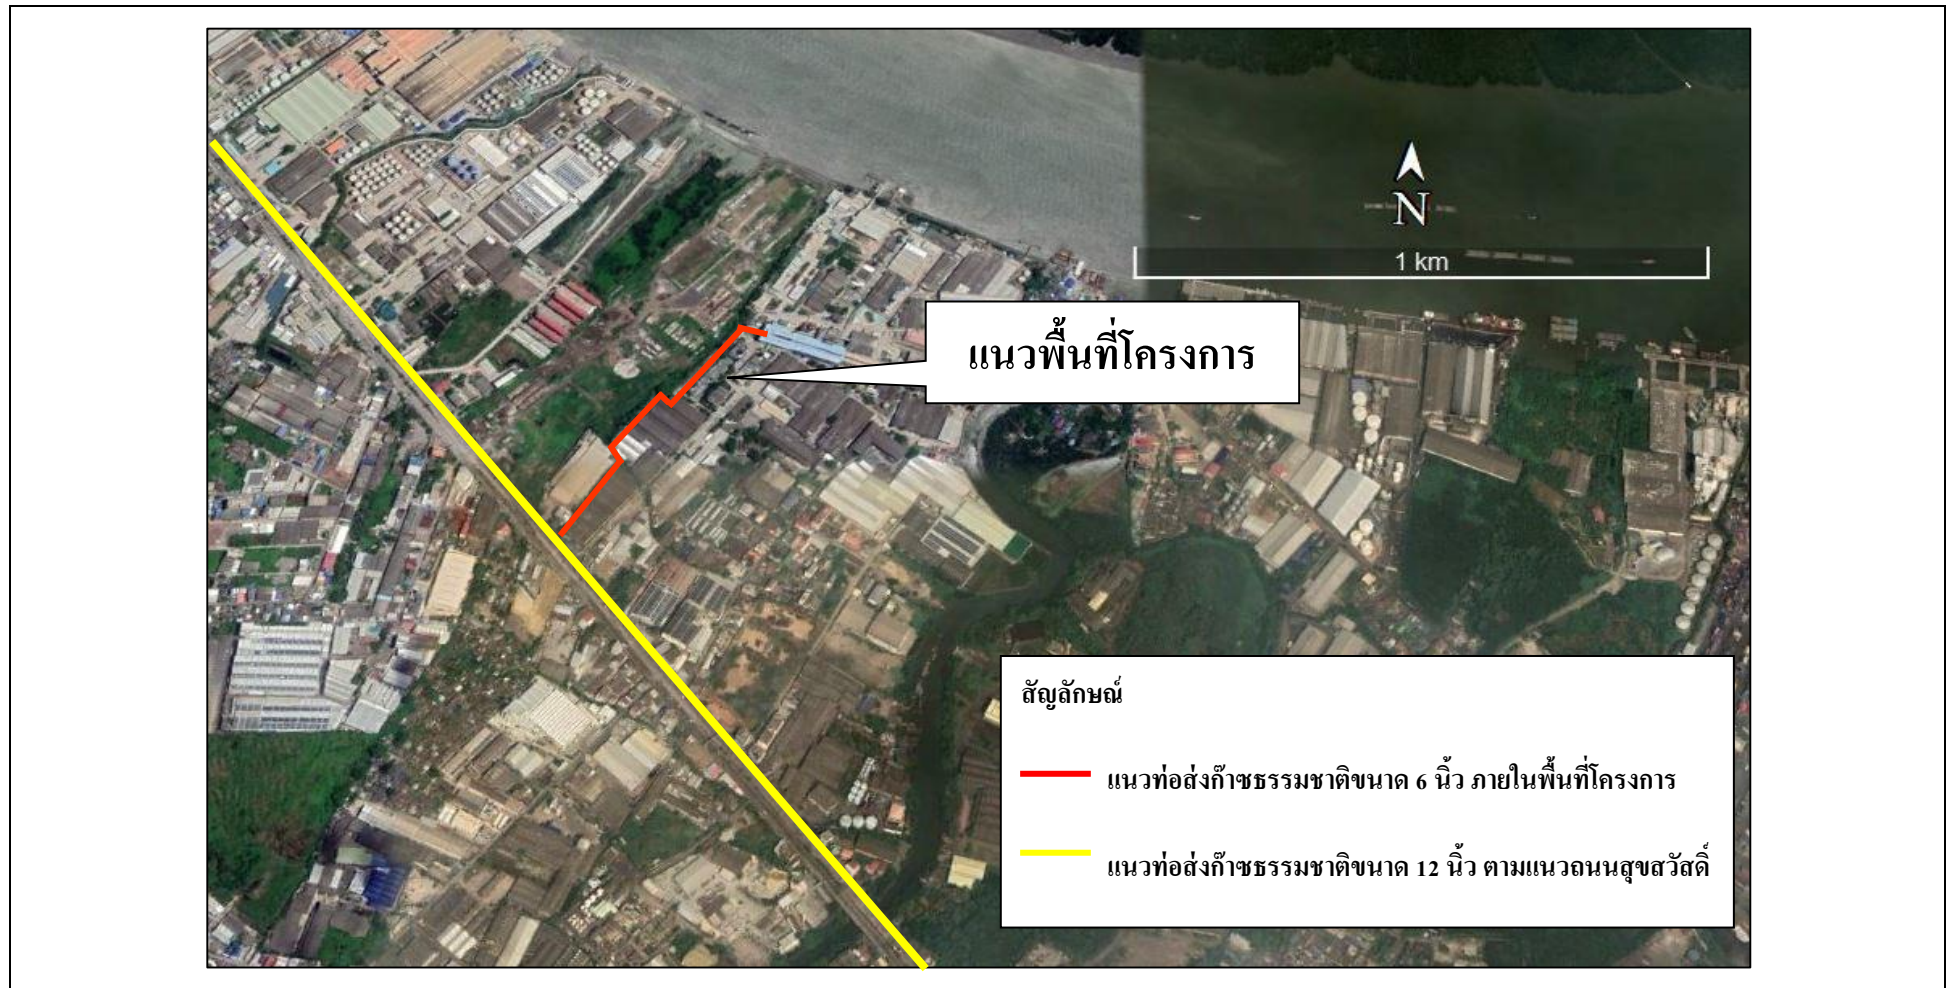 N
1 km
แนวพื้นที่โครงการ
สัญลักษณ์
แนวท่อส่งก๊าซธรรมชาติขนาด 6 นิ้ว ภายในพื้นที่โครงการ
แนวท่อส่งก๊าซธรรมชาติขนาด 12 นิ้ว ตามแนวถนนสุขสวัสดิ์